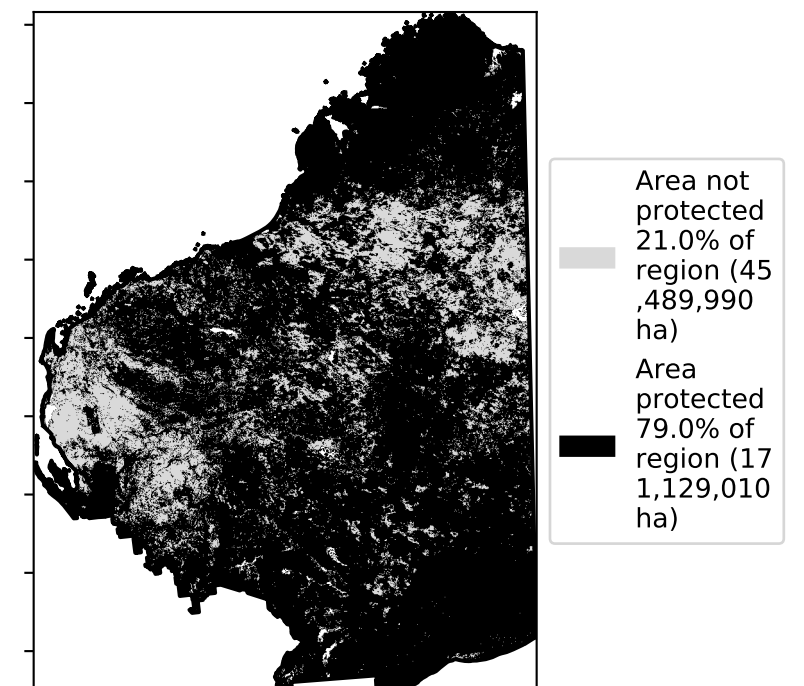 Area not
protected
21.0% of
region (45
,489,990
ha)
Area
protected
79.0% of
region (17
1,129,010
ha)